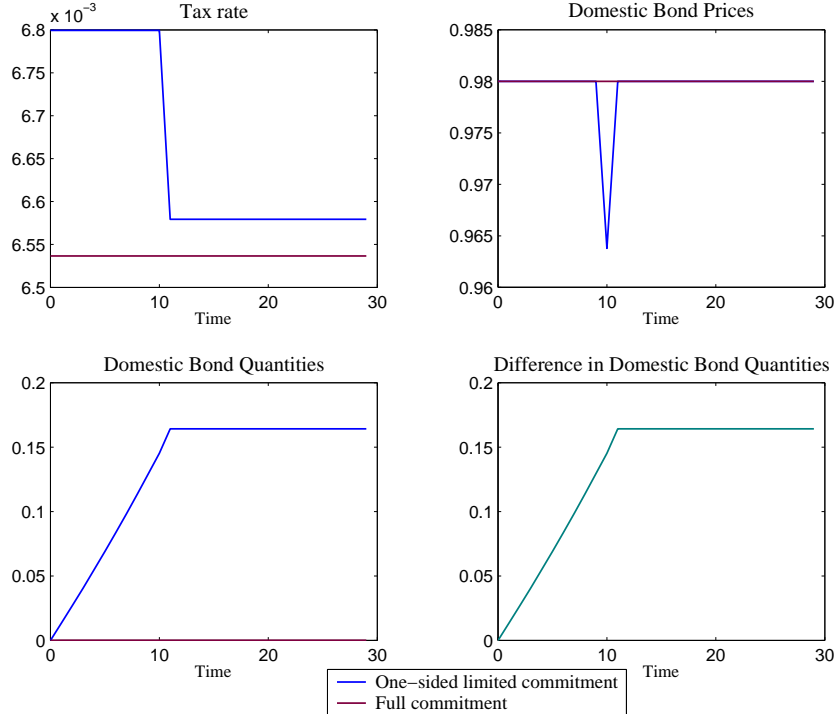 Tax rate
x 10⁻³
6.8
6.75
6.7
6.65
6.6
6.55
6.5
0 10 20 30
Time
Domestic Bond Prices
0.985
0.98
0.975
0.97
0.965
0.96
0 10 20 30
Time
Domestic Bond Quantities
0.2
0.15
0.1
0.05
0
0 10 20 30
Time
Difference in Domestic Bond Quantities
0.2
0.15
0.1
0.05
0
0 10 20 30
Time
One−sided limited commitment
Full commitment